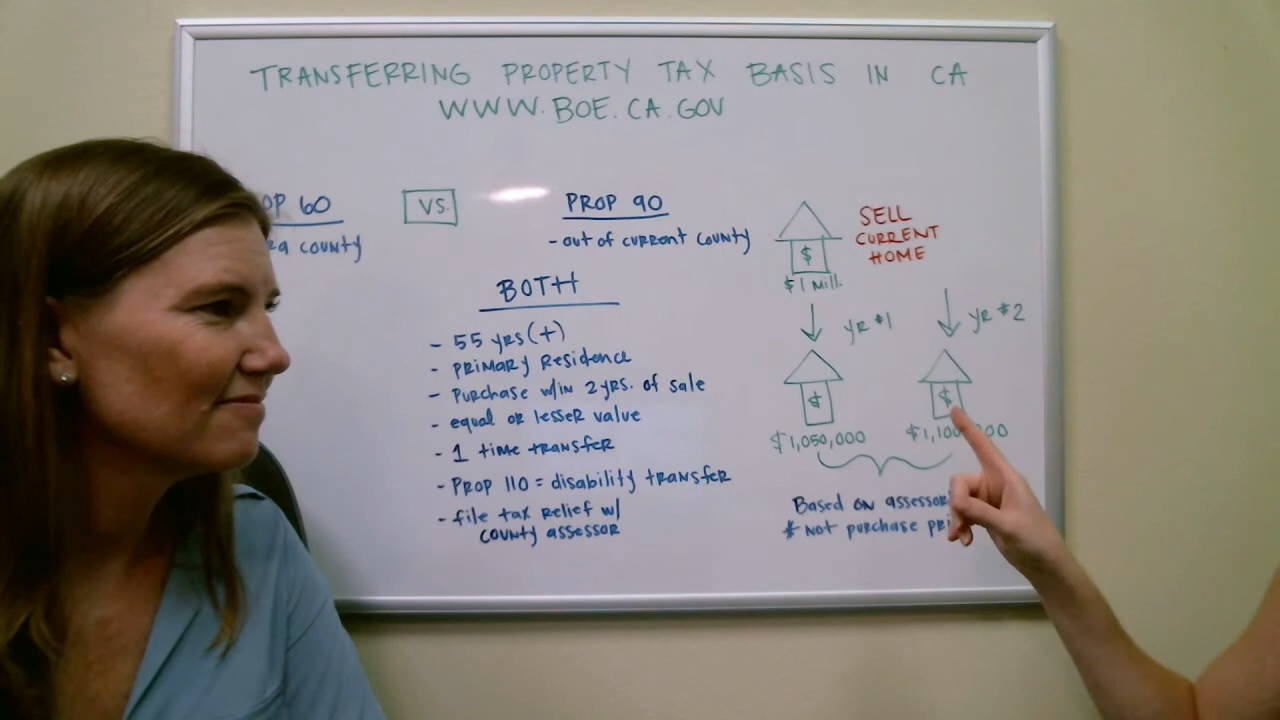 TRANSFERRING PROPERTY TAX BASIS IN CA
WWW.BOE.CA.GOV
OP 60
VS.
PROP 90
COUNTY
- OUT OF CURRENT COUNTY
BOTH
- 55 yrs (+)
- PRIMARY RESIDENCE
- PURCHASE w/in 2 yrs. of sale
- equal or lesser value
- 1 time transfer
- PROP 110 = disability transfer
- file tax relief w/
COUNTY assessor
SELL
CURRENT
HOME
$
$1 Mill.
yr #1
yr #2
$
$
$1,050,000
Based on assessor
* Not purchase